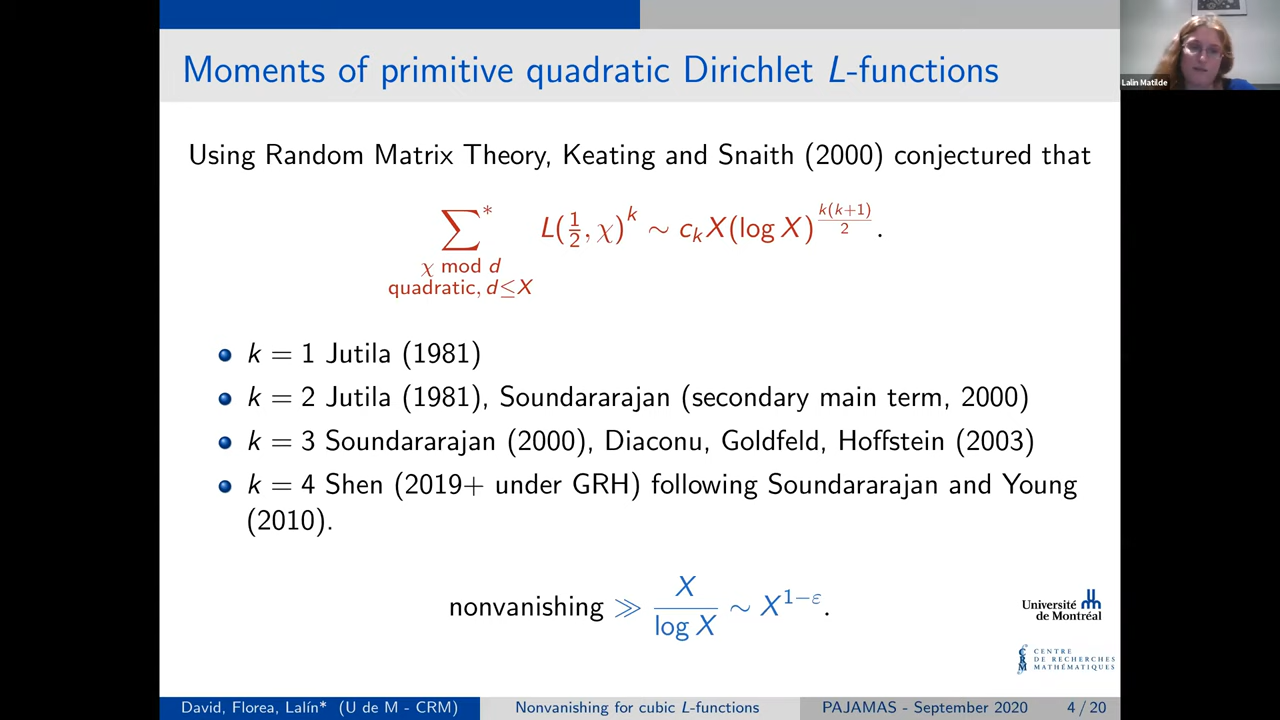 Moments of primitive quadratic Dirichlet L-functions
Lalin Matilde
Using Random Matrix Theory, Keating and Snaith (2000) conjectured that
∑* L(1/2, χ)^k ∼ c_k X(log X)^{k(k+1)/2}.
χ mod d
quadratic, d≤X
k = 1 Jutila (1981)
k = 2 Jutila (1981), Soundararajan (secondary main term, 2000)
k = 3 Soundararajan (2000), Diaconu, Goldfeld, Hoffstein (2003)
k = 4 Shen (2019+ under GRH) following Soundararajan and Young
(2010).
nonvanishing ≫ X/log X ∼ X^{1−ε}.
Université
de Montréal
CRM
CENTRE
DE RECHERCHES
MATHÉMATIQUES
David, Florea, Lalín* (U de M - CRM)
Nonvanishing for cubic L-functions
PAJAMAS - September 2020
4 / 20